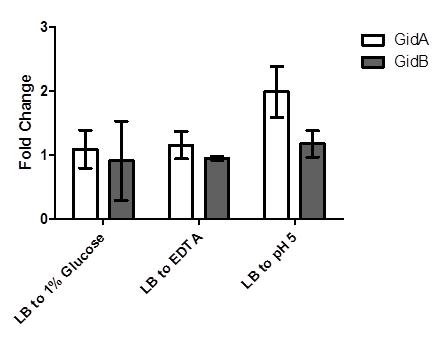 Fold Change
3
2
1
0
LB to 1% Glucose
LB to EDTA
LB to pH 5
GidA
GidB